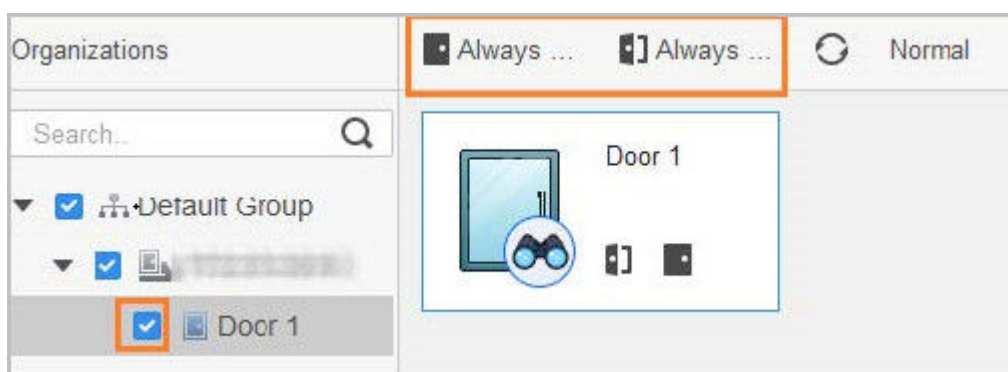 Organizations
Always ... Always ... Normal
Search..
Door 1
Default Group
Door 1